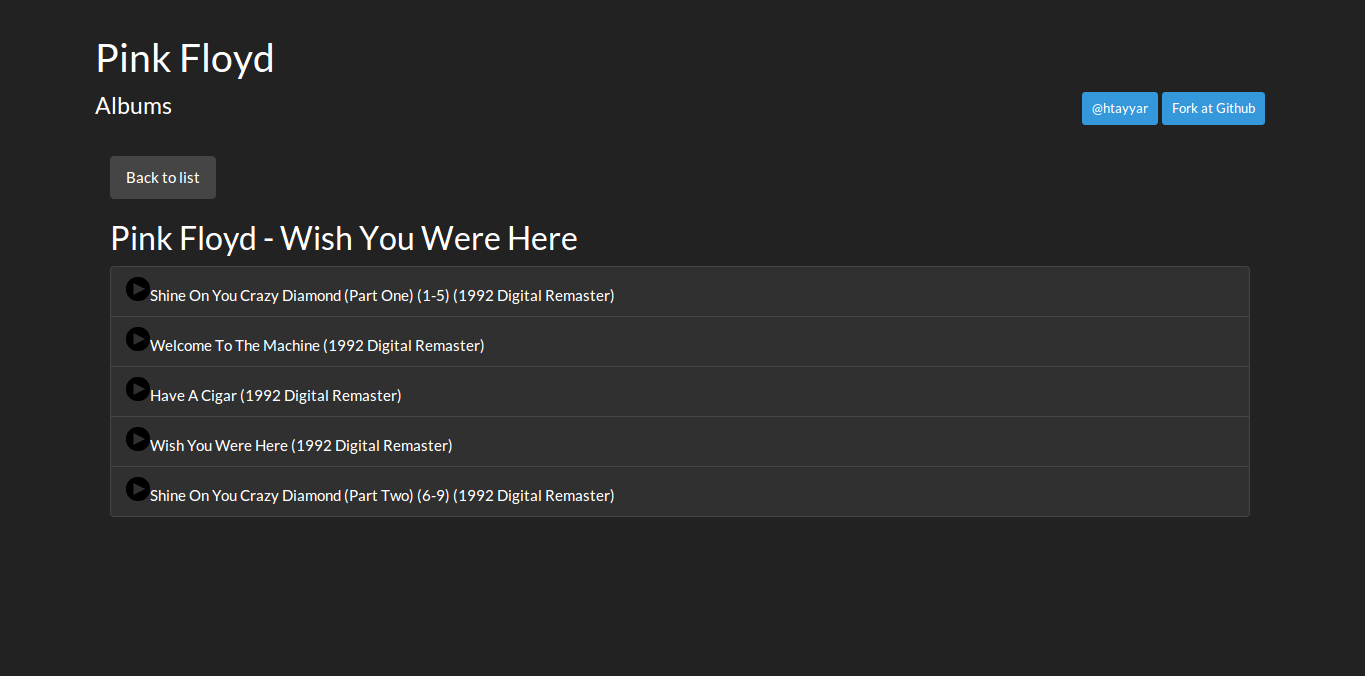 Pink Floyd
Albums
@htayyar
Fork at Github
Back to list
Pink Floyd - Wish You Were Here
Shine On You Crazy Diamond (Part One) (1-5) (1992 Digital Remaster)
Welcome To The Machine (1992 Digital Remaster)
Have A Cigar (1992 Digital Remaster)
Wish You Were Here (1992 Digital Remaster)
Shine On You Crazy Diamond (Part Two) (6-9) (1992 Digital Remaster)